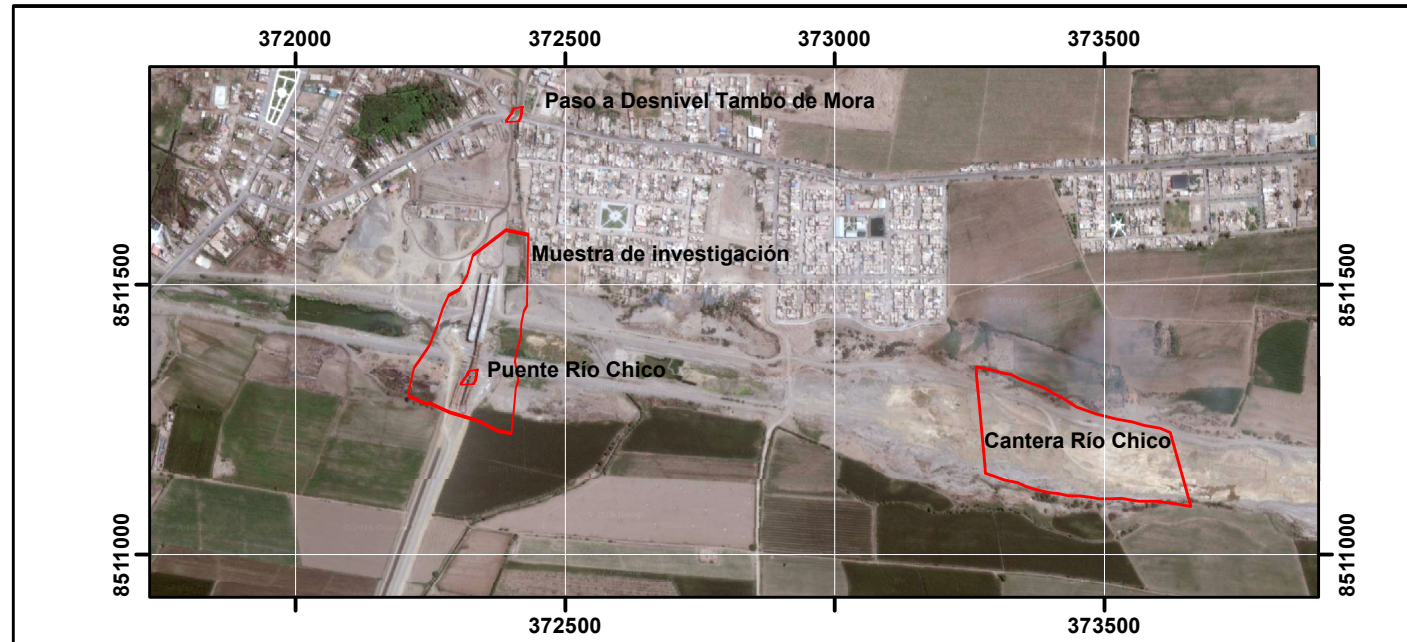 372000 372500 373000 373500
Paso a Desnivel Tambo de Mora
Muestra de investigación
8511500 8511500
Puente Río Chico
Cantera Río Chico
8511000 8511000
372500 373500